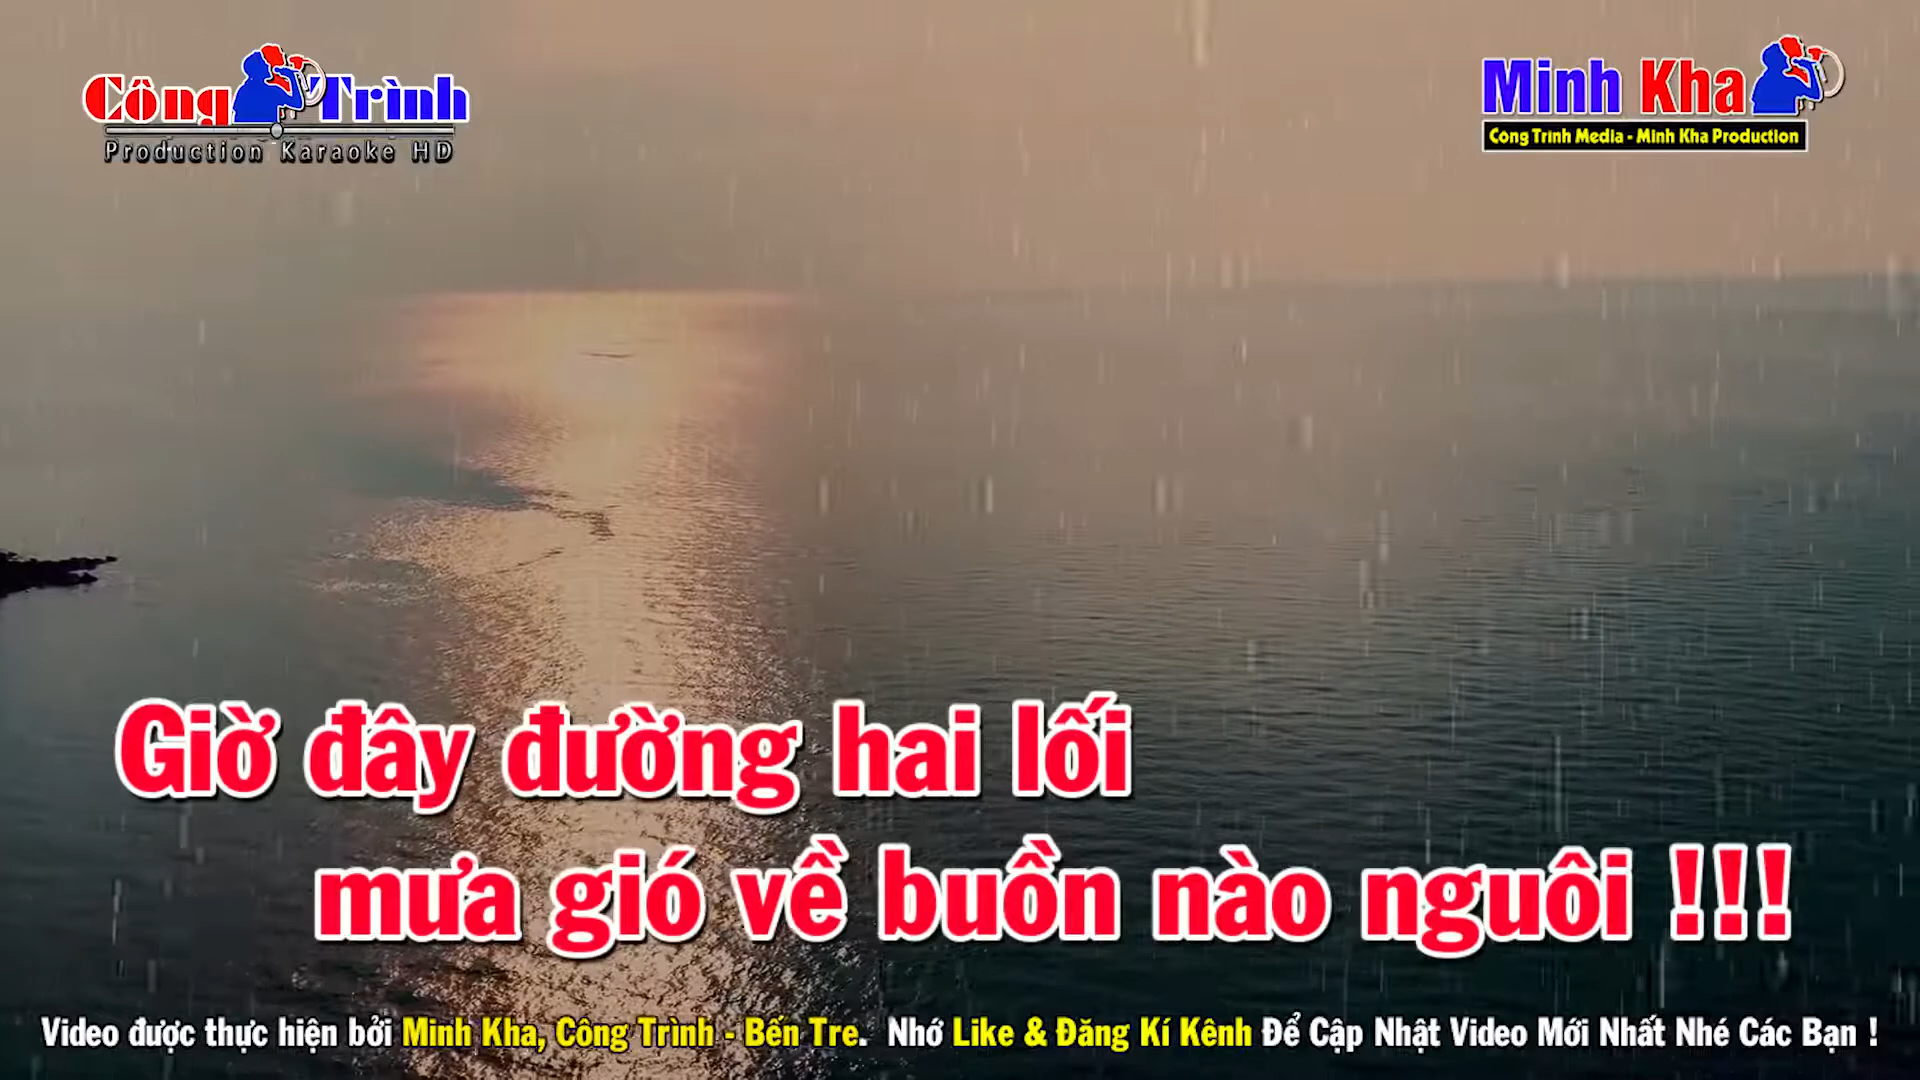 Công Trình
Production Karaoke HD
Minh Kha
Công Trình Media - Minh Kha Production
Giờ đây đường hai lối
mưa gió về buồn nào nguôi !!!
Video được thực hiện bởi Minh Kha, Công Trình - Bến Tre. Nhớ Like & Đăng Kí Kênh Để Cập Nhật Video Mới Nhất Nhé Các Bạn !